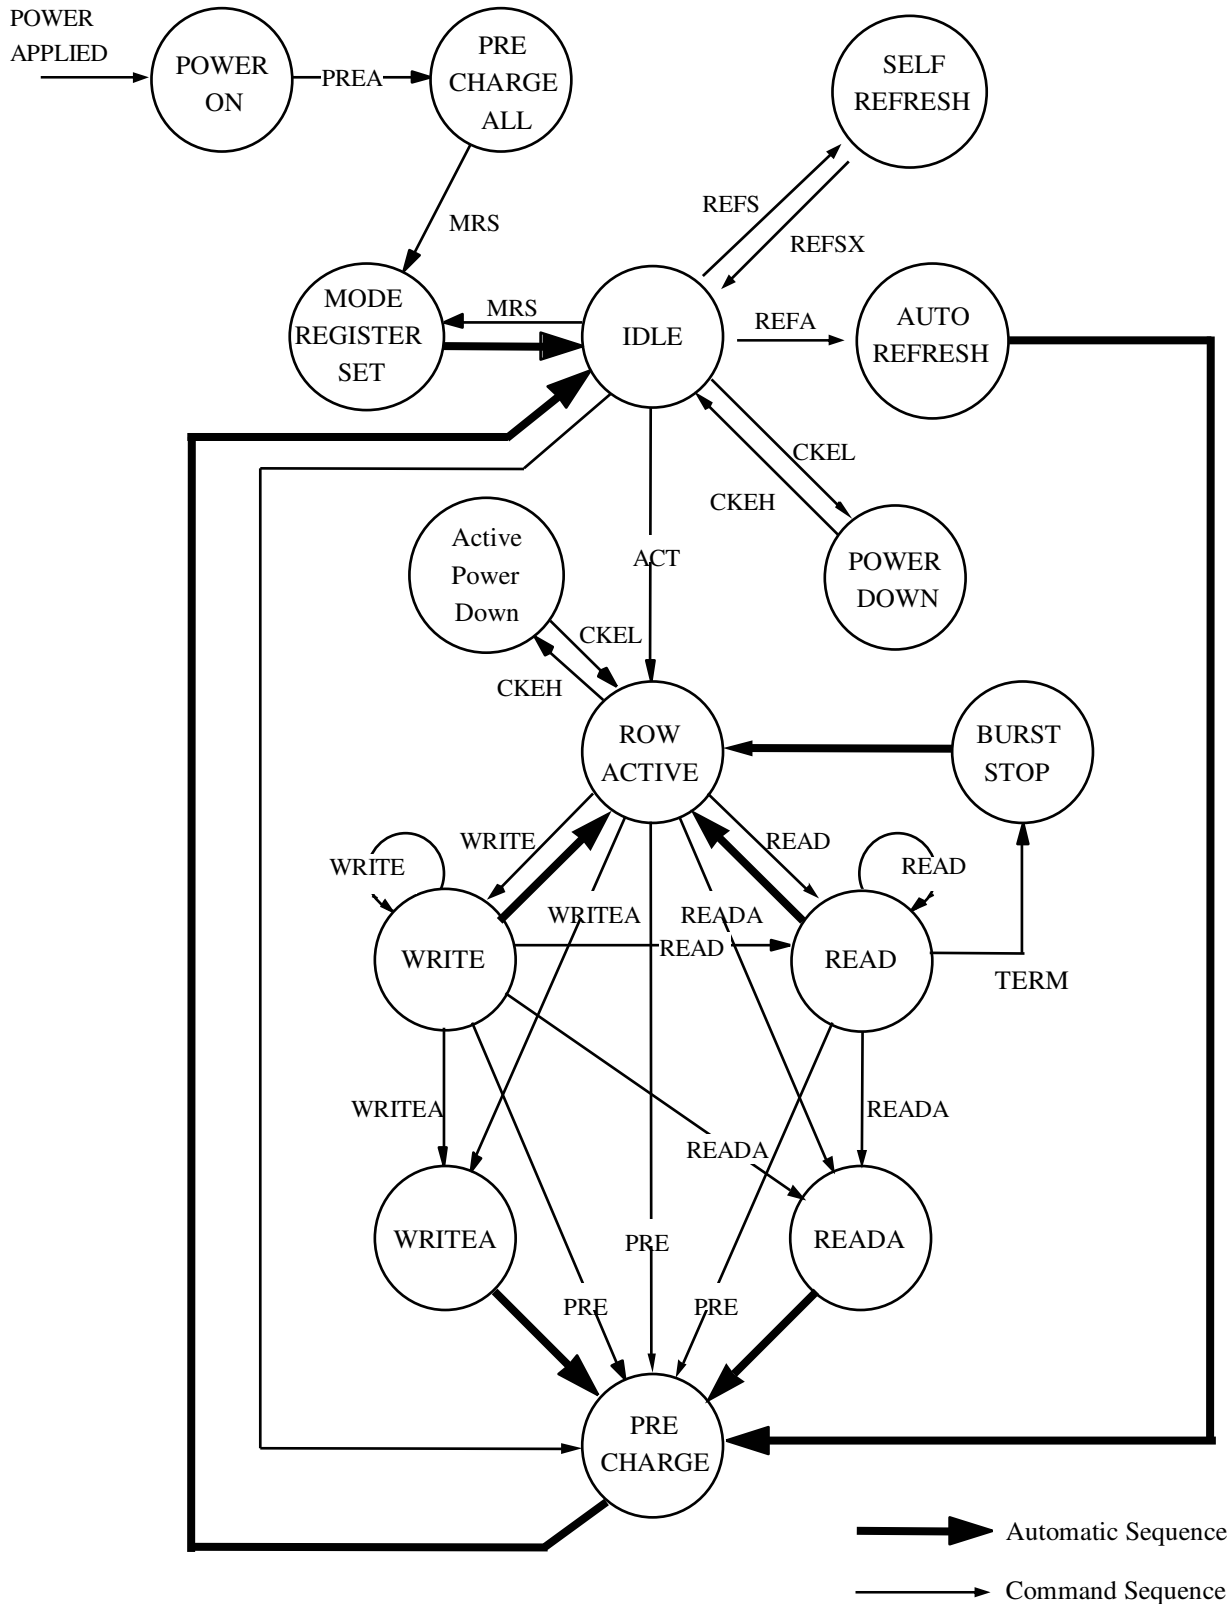 POWER
APPLIED
POWER
ON
PREA
PRE
CHARGE
ALL
SELF
REFRESH
MRS
REFS
REFSX
MODE
REGISTER
SET
MRS
IDLE
REFA
AUTO
REFRESH
CKEL
CKEH
Active
Power
Down
ACT
POWER
DOWN
CKEL
CKEH
ROW
ACTIVE
BURST
STOP
WRITE
READ
WRITE
READ
WRITEA
READA
WRITE
READ
READ
TERM
WRITEA
READA
READA
WRITEA
READA
PRE
PRE
PRE
PRE
CHARGE
Automatic Sequence
Command Sequence